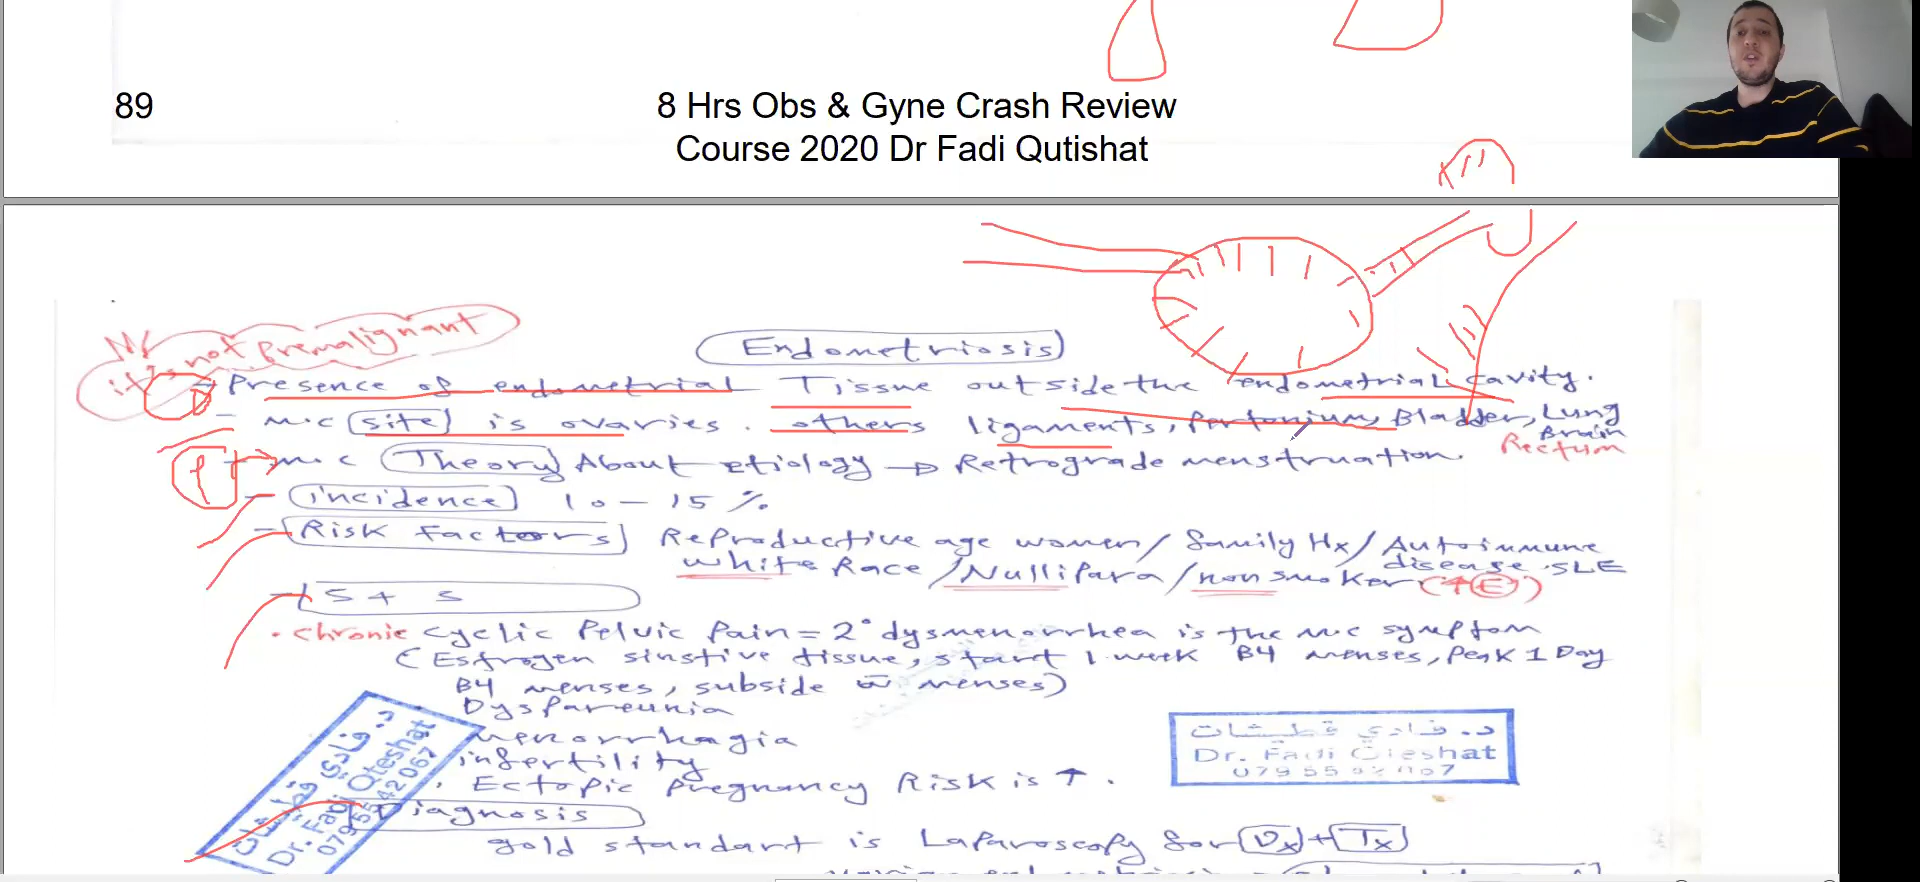 89
8 Hrs Obs & Gyne Crash Review
Course 2020 Dr Fadi Qutishat
it's not Premalignant
Endometriosis
→ Presence of endometrial Tissue outside the endometrial cavity.
- m.c site is ovaries. others ligaments, Pertonium, Bladder, Lung
Brain
Rectum
m.c Theory About etiology → Retrograde menstruation.
- incidence 10 - 15 %
- Risk Factors Reproductive age women / family Hx / Autoimmune
disease SLE
white Race / Nullipara / non smoker (↑ E)
- S + S
• chronic cyclic Pelvic Pain = 2° dysmenorrhea is the m.c symptom
(Estrogen sinstive tissue, start 1 week B4 menses, Peak 1 Day
B4 menses, subside w menses)
Dyspareunia
menorrhagia
infertility
Ectopic Pregnancy Risk is ↑ .
Diagnosis
gold standart is Laparoscopy for Dx + Tx
د. فادي قطيشات
Dr. Fadi Qteshat
د. فادي قطيشات
Dr. Fadi Qteshat